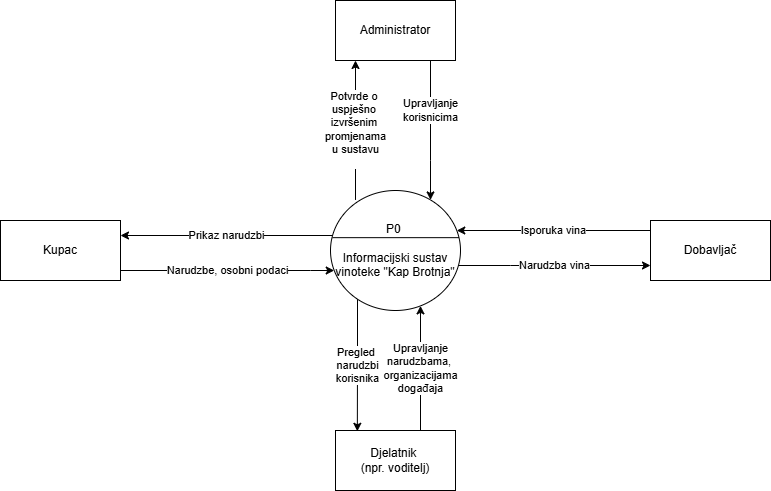 Administrator
Potvrde o
uspješno
izvršenim
promjenama
u sustavu
Upravljanje
korisnicima
P0
Informacijski sustav
vinoteke "Kap Brotnja"
Prikaz narudzbi
Isporuka vina
Kupac
Dobavljač
Narudzbe, osobni podaci
Narudzba vina
Pregled
narudzbi
korisnika
Upravljanje
narudzbama,
organizacijama
događaja
Djelatnik
(npr. voditelj)